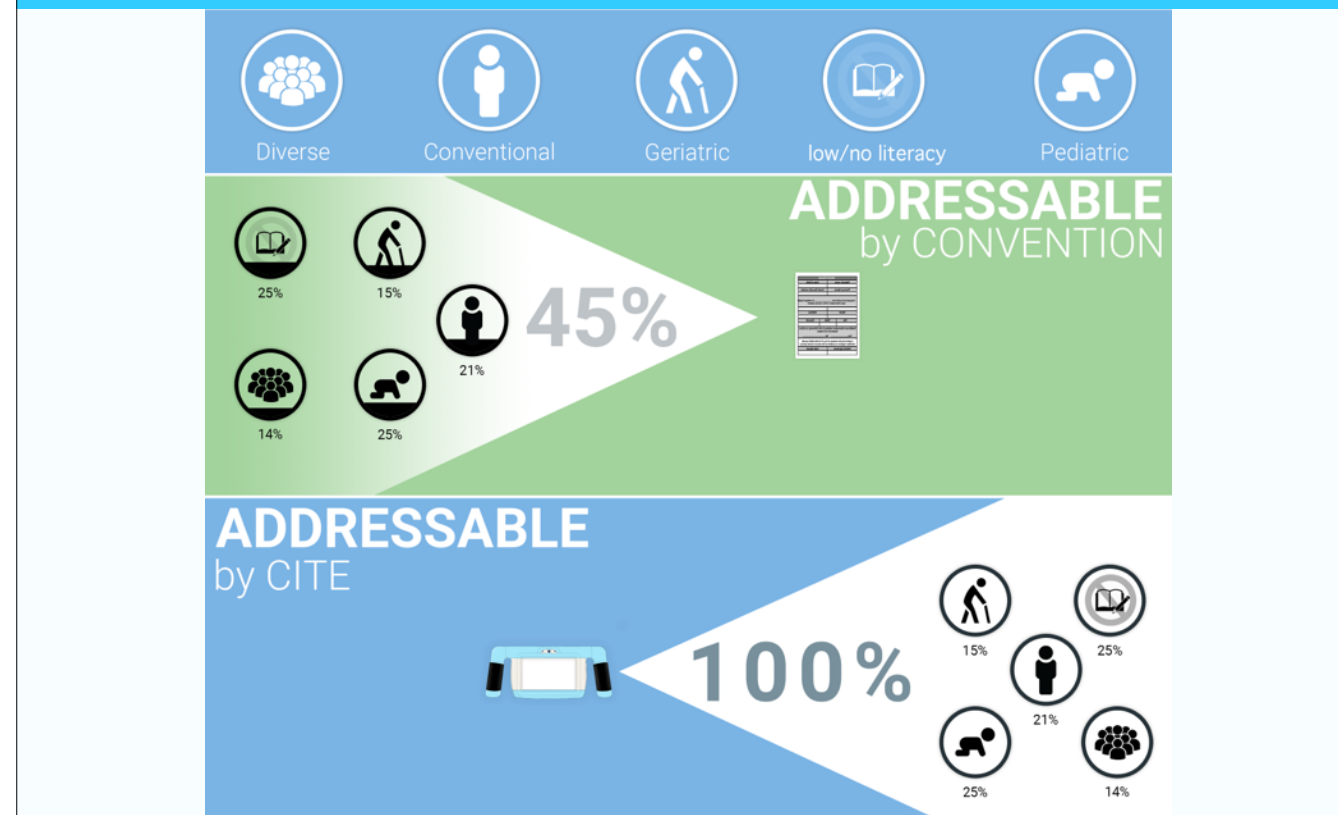 Diverse
Conventional
Geriatric
low/no literacy
Pediatric
ADDRESSABLE
by CONVENTION
25%
15%
45%
21%
14%
25%
ADDRESSABLE
by CITE
100%
15%
25%
21%
25%
14%